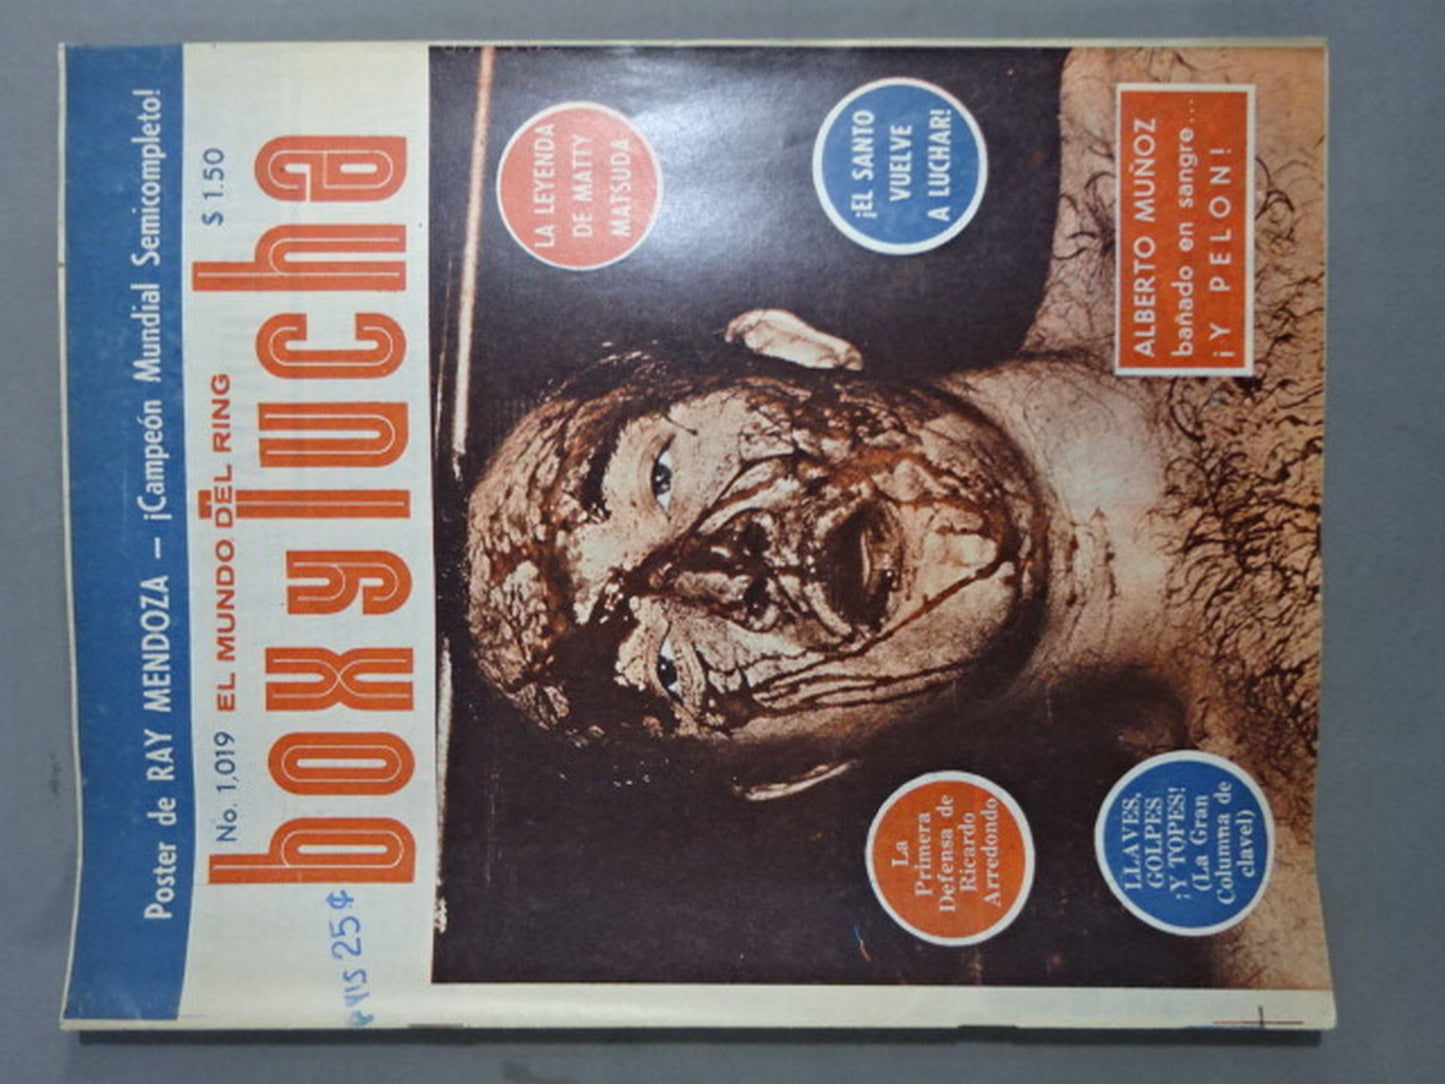 Poster de RAY MENDOZA — ¡Campeón Mundial Semicompleto!
No. 1,019 EL MUNDO DEL RING $ 1.50
boxylucha
25¢
LA LEYENDA
DE MATTY
MATSUDA
¡EL SANTO
VUELVE
A LUCHAR!
ALBERTO MUÑOZ
bañado en sangre...
¡Y PELON!
La
Primera
Defensa de
Ricardo
Arredondo
LLAVES,
GOLPES
¡Y TOPES!
(La Gran
Columna de
clavel)